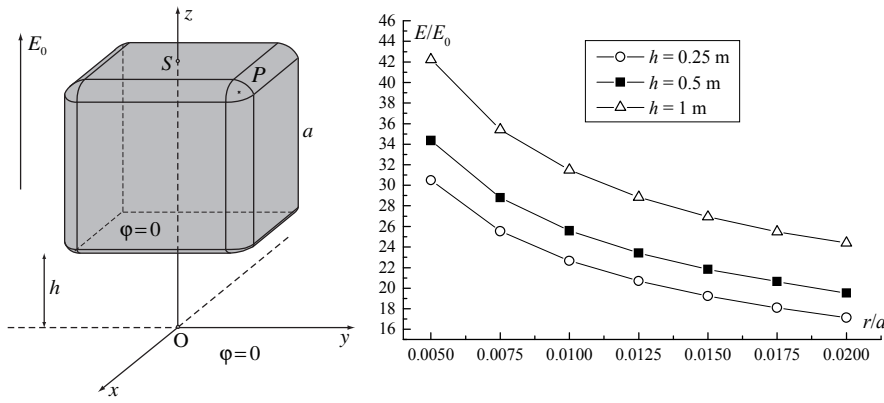 z
E₀
S
P
a
φ=0
h
O
y
φ=0
x
E/E₀
h = 0.25 m
h = 0.5 m
h = 1 m
46
44
42
40
38
36
34
32
30
28
26
24
22
20
18
16
r/a
0.0050 0.0075 0.0100 0.0125 0.0150 0.0175 0.0200